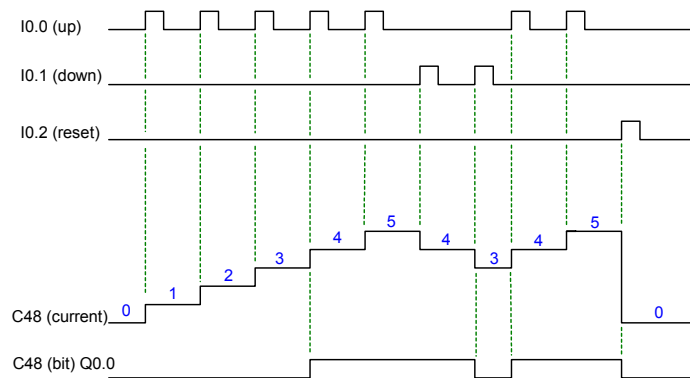 I0.0 (up)
I0.1 (down)
I0.2 (reset)
5 5
4 4 4
3 3
2
1
0 0
C48 (current)
C48 (bit) Q0.0